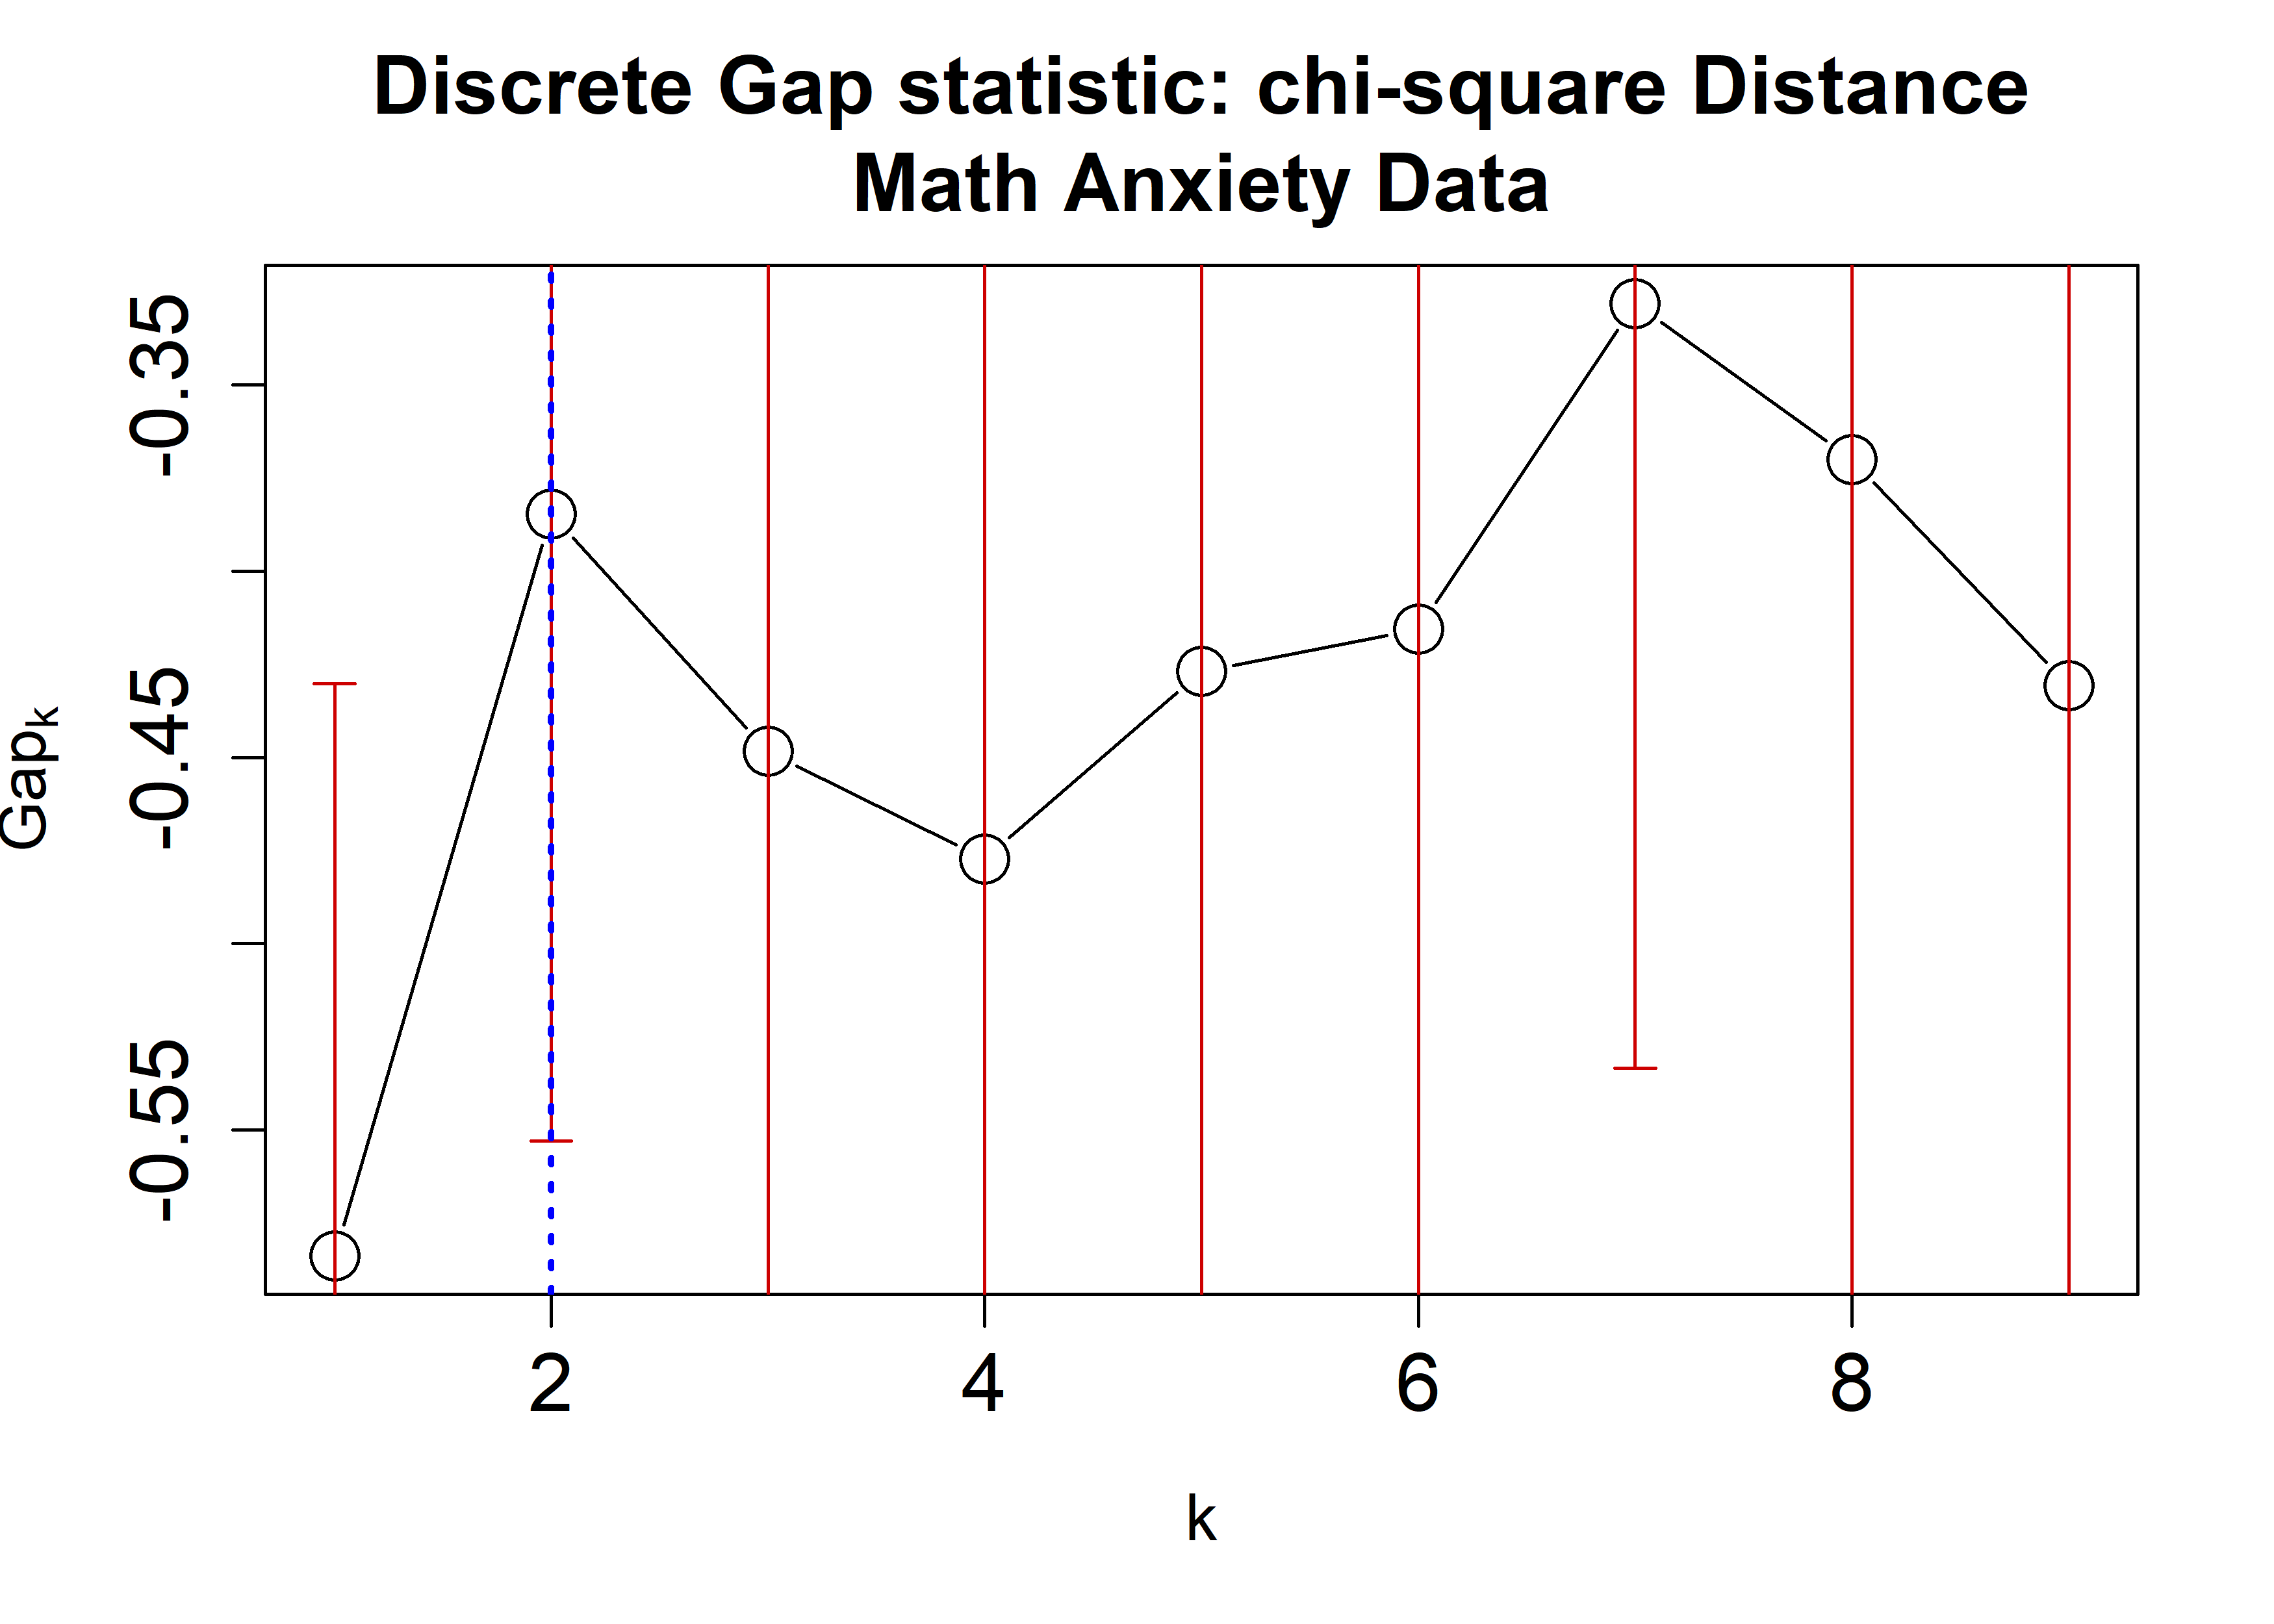 Discrete Gap statistic: chi-square Distance
Math Anxiety Data
Gapk
-0.35
-0.45
-0.55
2 4 6 8
k